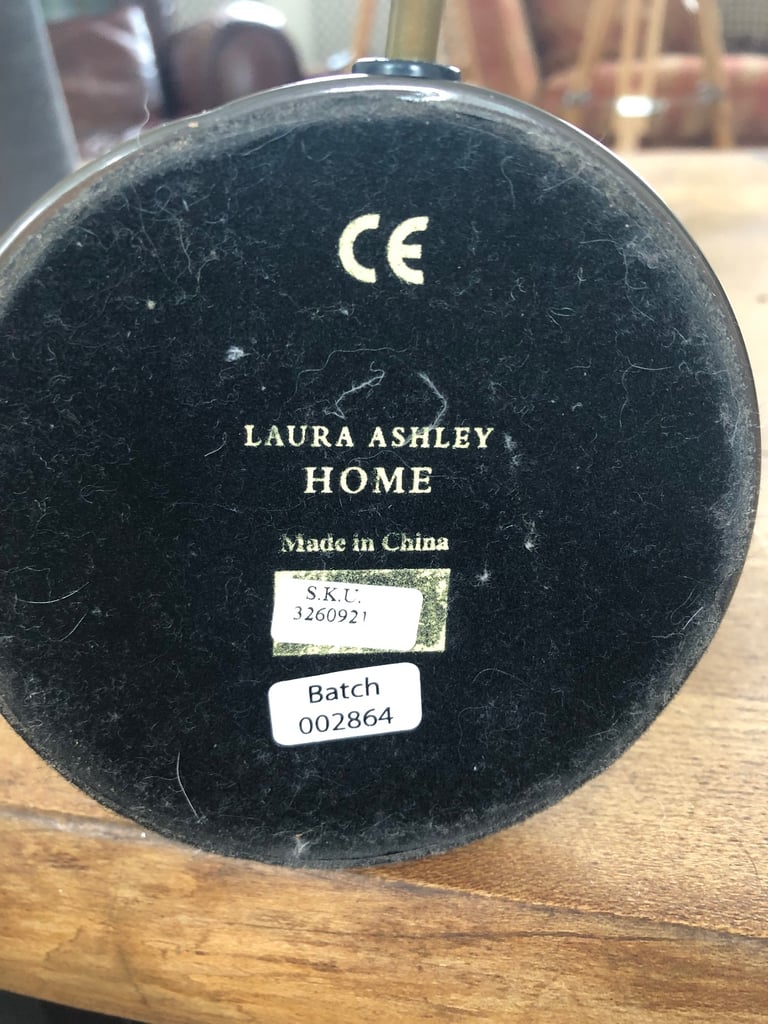 CE
LAURA ASHLEY
HOME
Made in China
S.K.U.
3260921
Batch
002864